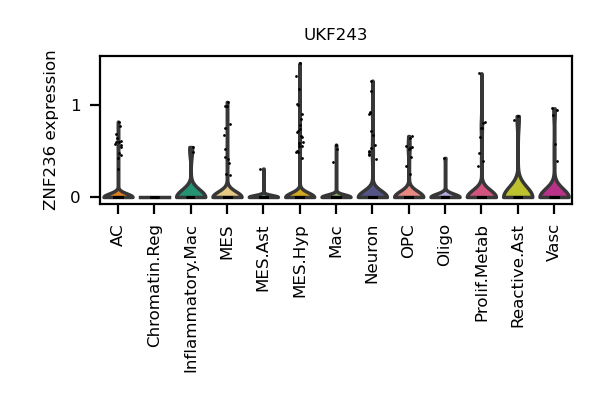 UKF243
ZNF236 expression
1
0
AC
Chromatin.Reg
Inflammatory.Mac
MES
MES.Ast
MES.Hyp
Mac
Neuron
OPC
Oligo
Prolif.Metab
Reactive.Ast
Vasc